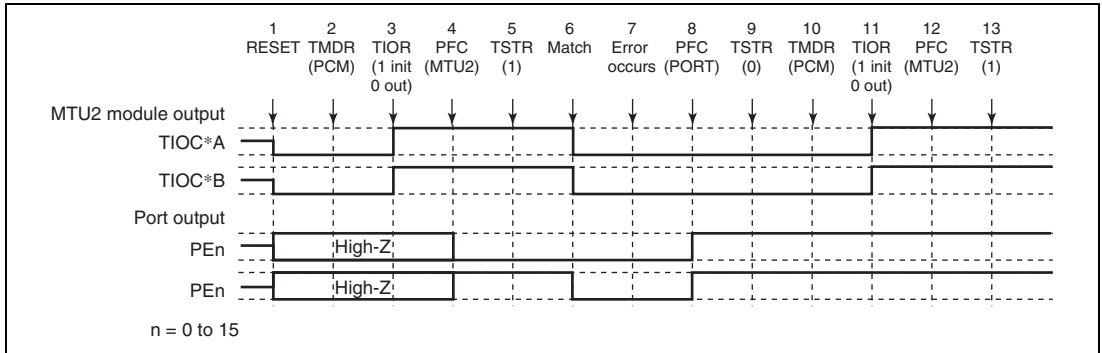 1 2 3 4 5 6 7 8 9 10 11 12 13
RESET TMDR TIOR PFC TSTR Match Error PFC TSTR TMDR TIOR PFC TSTR
(PCM) (1 init (MTU2) (1) occurs (PORT) (0) (PCM) (1 init (MTU2) (1)
0 out) 0 out)
MTU2 module output
TIOC*A
TIOC*B
Port output
PEn High-Z
PEn High-Z
n = 0 to 15